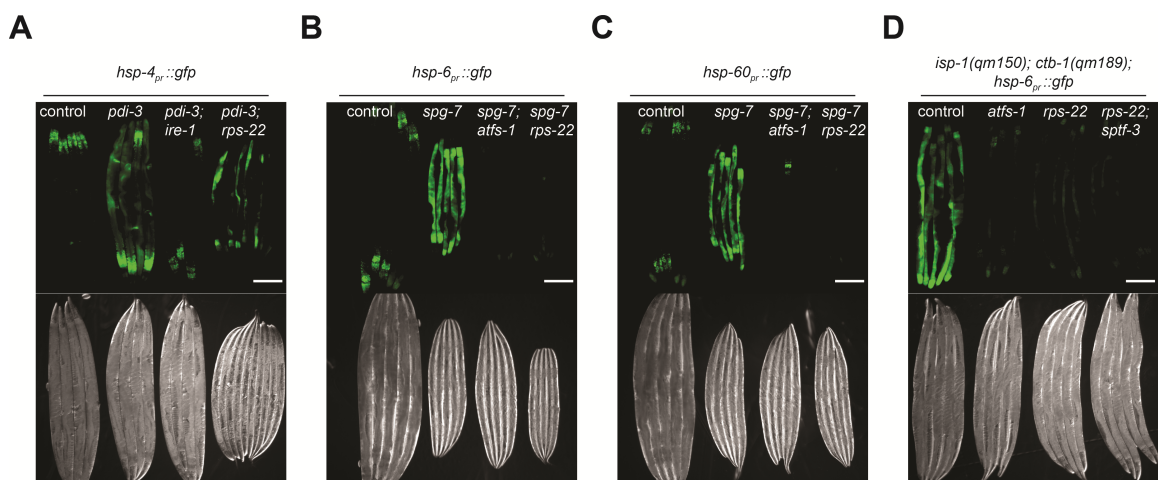 A
B
C
D
hsp-4pr::gfp
hsp-6pr::gfp
hsp-60pr::gfp
isp-1(qm150); ctb-1(qm189);
hsp-6pr::gfp
control
pdi-3
pdi-3;
ire-1
pdi-3;
rps-22
control
spg-7
spg-7;
atfs-1
spg-7
rps-22
control
spg-7
spg-7;
atfs-1
spg-7
rps-22
control
atfs-1
rps-22
rps-22;
sptf-3